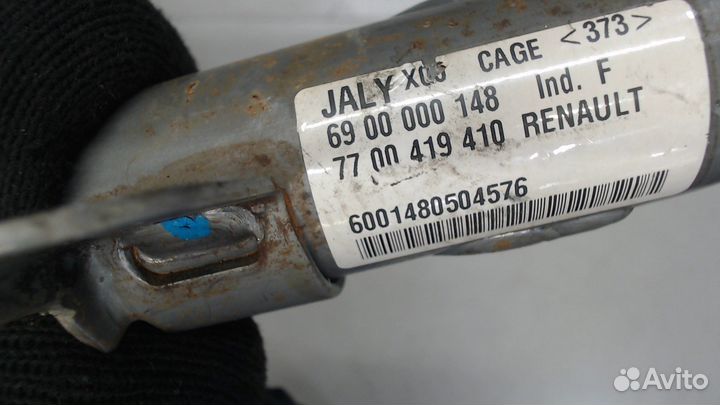 JALY CAGE <373>
69 00 000 148 Ind. F
77 00 419 410 RENAULT
6001480504576
Avito